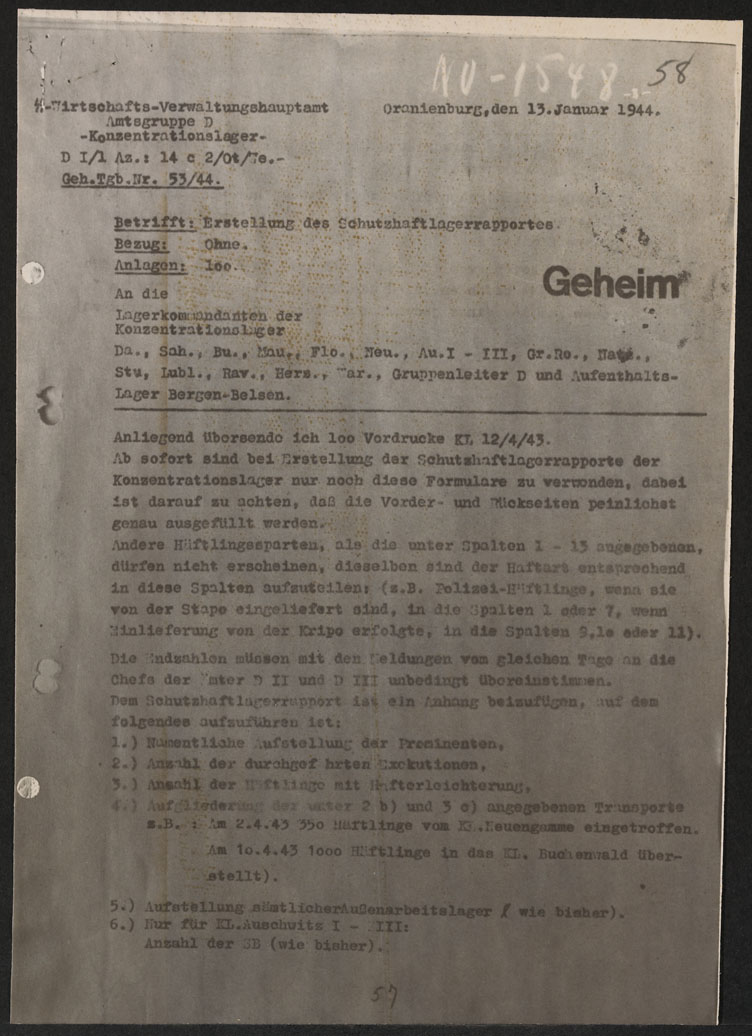 NO-1548 58
SS-Wirtschafts-Verwaltungshauptamt Oranienburg,den 13.Januar 1944.
Amtsgruppe D
-Konzentrationslager-
D I/1 Az.: 14 c 2/Ot/
Geh.Tgb.Nr. 53/44.
Betrifft: Erstellung des Schutzhaftlagerrapportes.
Bezug: Ohne.
Anlagen: 100.
Geheim
An die
Lagerkommandanten der
Konzentrationslager
Da., Sah., Bu., Mau., Flo., Neu., Au.I - III, Gr.Ro., Natz.,
Stu, Lubl., Rav., Herz., War., Gruppenleiter D und Aufenthalts-
Lager Bergen-Belsen.
Anliegend übersende ich 100 Vordrucke KL 12/4/43.
Ab sofort sind bei Erstellung der Schutzhaftlagerrapporte der
Konzentrationslager nur noch diese Formulare zu verwenden, dabei
ist darauf zu achten, daß die Vorder- und Rückseiten peinlichst
genau ausgefüllt werden.
Andere Häftlingssparten, als die unter Spalten 1 - 13 angegebenen,
dürfen nicht erscheinen, dieselben sind der Haftart entsprechend
in diese Spalten aufzuteilen; (z.B. Polizei-Häftlinge, wenn sie
von der Stapo eingeliefert sind, in die Spalten 1 oder 7, wenn
Einlieferung von der Kripo erfolgte, in die Spalten 9,10 oder 11).
Die Endzahlen müssen mit den Meldungen vom gleichen Tage an die
Chefs der Ämter D II und D III unbedingt übereinstimmen.
Dem Schutzhaftlagerrapport ist ein Anhang beizufügen, auf dem
folgendes aufzuführen ist:
1.) Namentliche Aufstellung der Prominenten,
2.) Anzahl der durchgeführten Exekutionen,
3.) Anzahl der Häftlinge mit Hafterleichterung,
4.) Aufgliederung der unter 2 b) und 3 c) angegebenen Transporte
z.B. : Am 2.4.43 350 Häftlinge vom KL.Neuengamme eingetroffen.
Am 10.4.43 1000 Häftlinge in das KL. Buchenwald über-
stellt).
5.) Aufstellung sämtlicherAußenarbeitslager ( wie bisher).
6.) Nur für KL.Auschwits I - III:
Anzahl der SB (wie bisher).
57